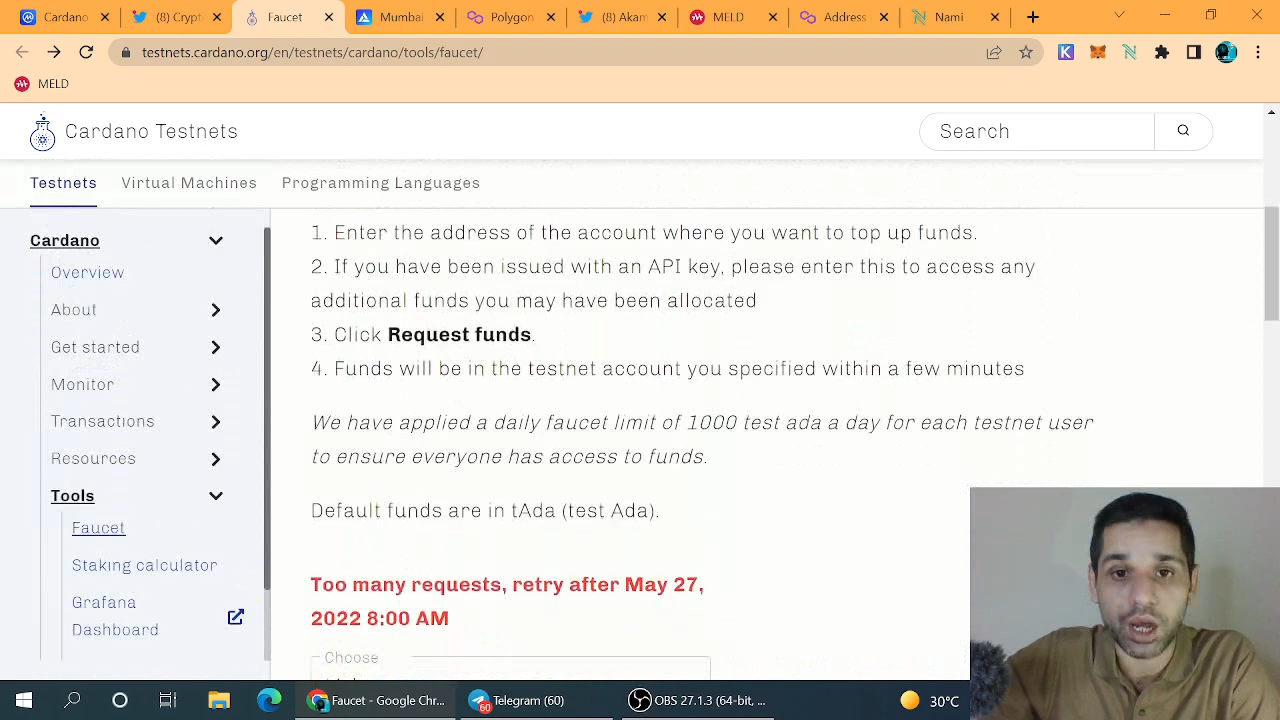 Cardano
(8) Crypt
Faucet
Mumbai
Polygon
(8) Akam
MELD
Address
Nami
testnets.cardano.org/en/testnets/cardano/tools/faucet/
MELD
Cardano Testnets
Search
Testnets
Virtual Machines
Programming Languages
Cardano
Overview
About
Get started
Monitor
Transactions
Resources
Tools
Faucet
Staking calculator
Grafana
Dashboard
1. Enter the address of the account where you want to top up funds.
2. If you have been issued with an API key, please enter this to access any
additional funds you may have been allocated
3. Click Request funds.
4. Funds will be in the testnet account you specified within a few minutes
We have applied a daily faucet limit of 1000 test ada a day for each testnet user
to ensure everyone has access to funds.
Default funds are in tAda (test Ada).
Too many requests, retry after May 27,
2022 8:00 AM
Choose
Faucet - Google Chr...
60
Telegram (60)
OBS 27.1.3 (64-bit, ...
30°C